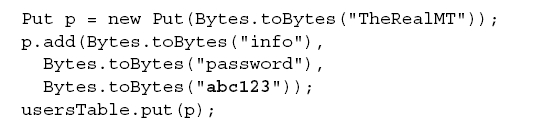 Put p = new Put(Bytes.toBytes("TheRealMT"));
p.add(Bytes.toBytes("info"),
  Bytes.toBytes("password"),
  Bytes.toBytes("abc123"));
usersTable.put(p);